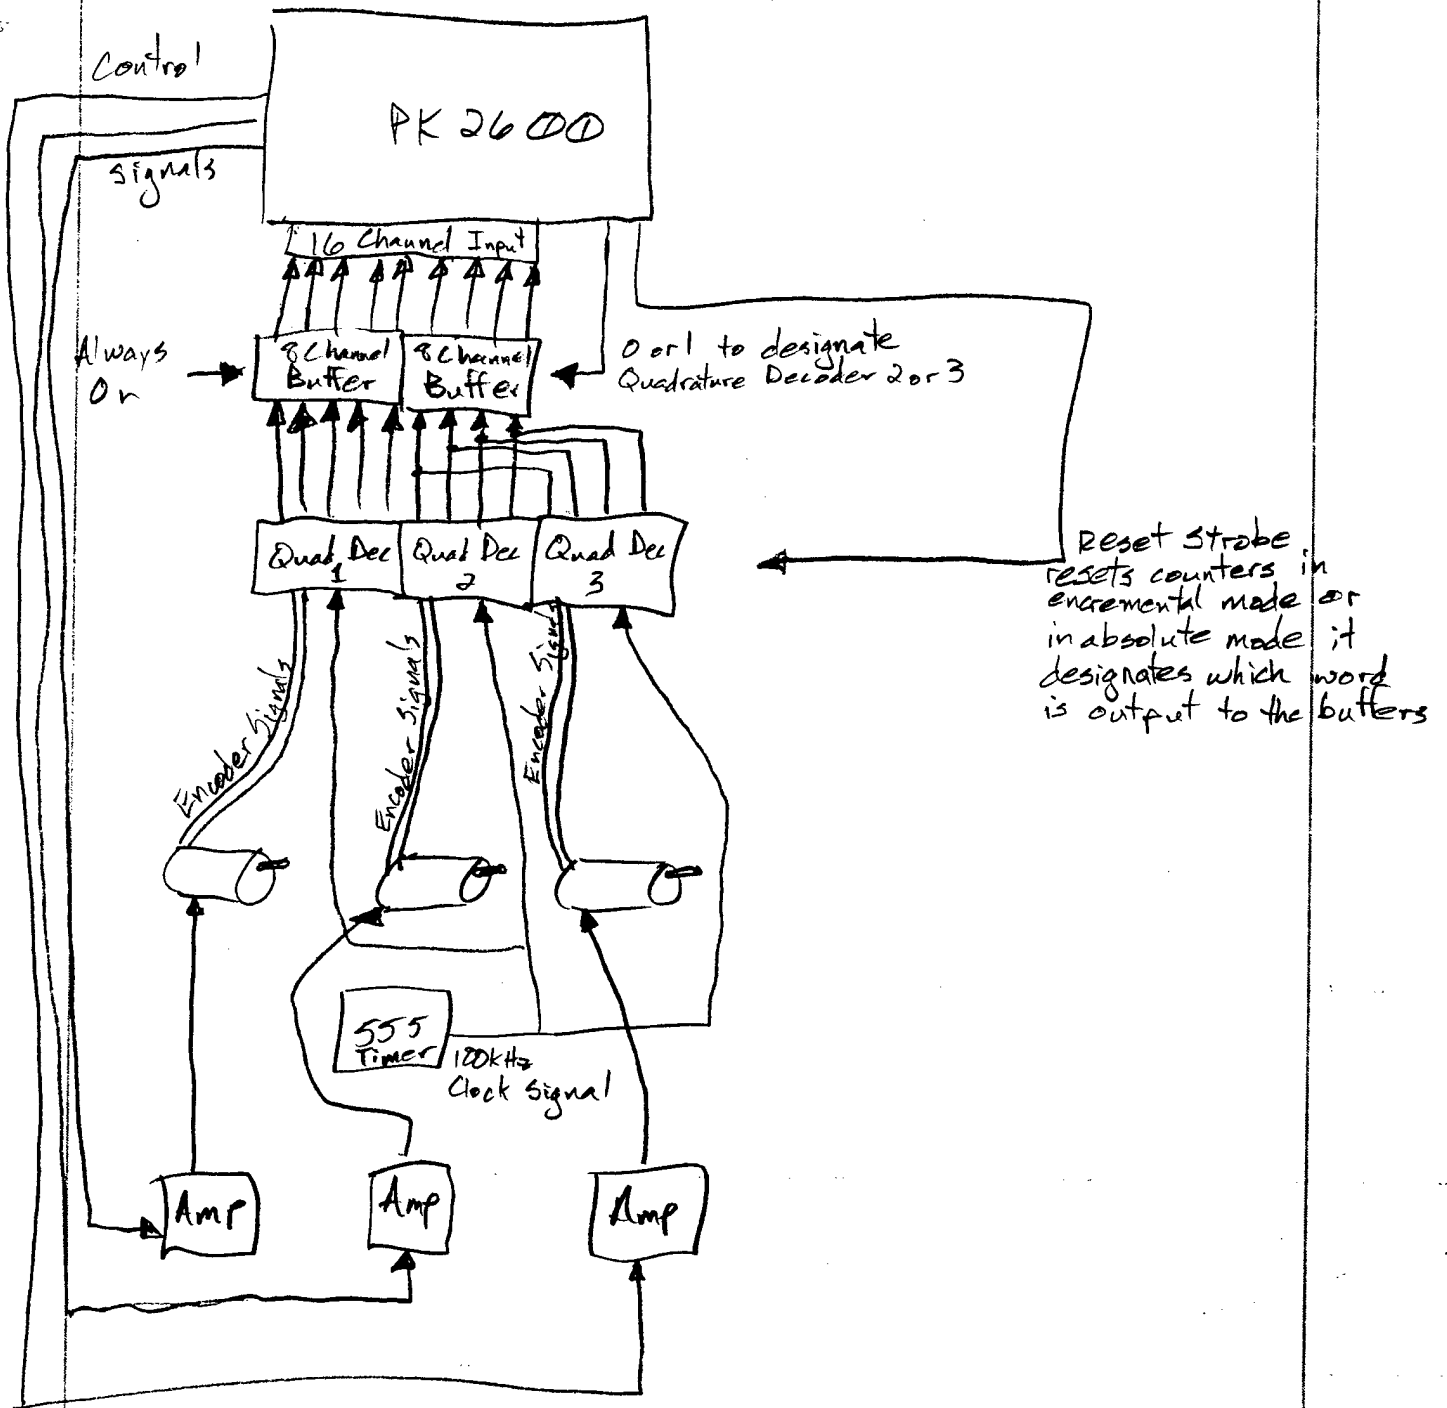 Control
PK 2600
signals
16 Channel Input
Always
On
8 Channel
Buffer
8 Channel
Buffer
0 or 1 to designate
Quadrature Decoder 2 or 3
Quad Dec
1
Quad Dec
2
Quad Dec
3
Reset Strobe
resets counters in
encremental mode or
in absolute mode it
designates which word
is output to the buffers
Encoder Signals
Encoder Signals
Encoder Signals
555
Timer
100kHz
Clock Signal
Amp
Amp
Amp